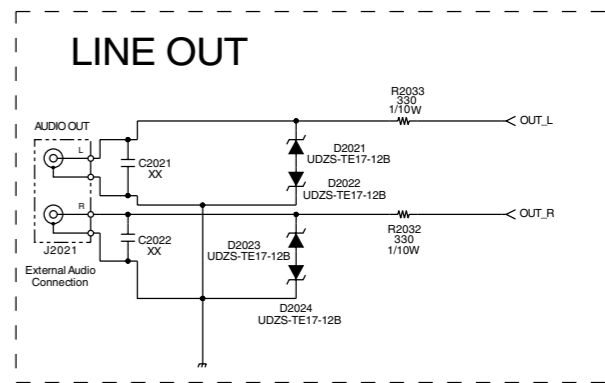 LINE OUT
R2033
330
1/10W
OUT_L
AUDIO OUT
L
C2021
XX
D2021
UDZS-TE17-12B
D2022
UDZS-TE17-12B
R
OUT_R
J2021
C2022
XX
D2023
UDZS-TE17-12B
R2032
330
1/10W
External Audio
Connection
D2024
UDZS-TE17-12B